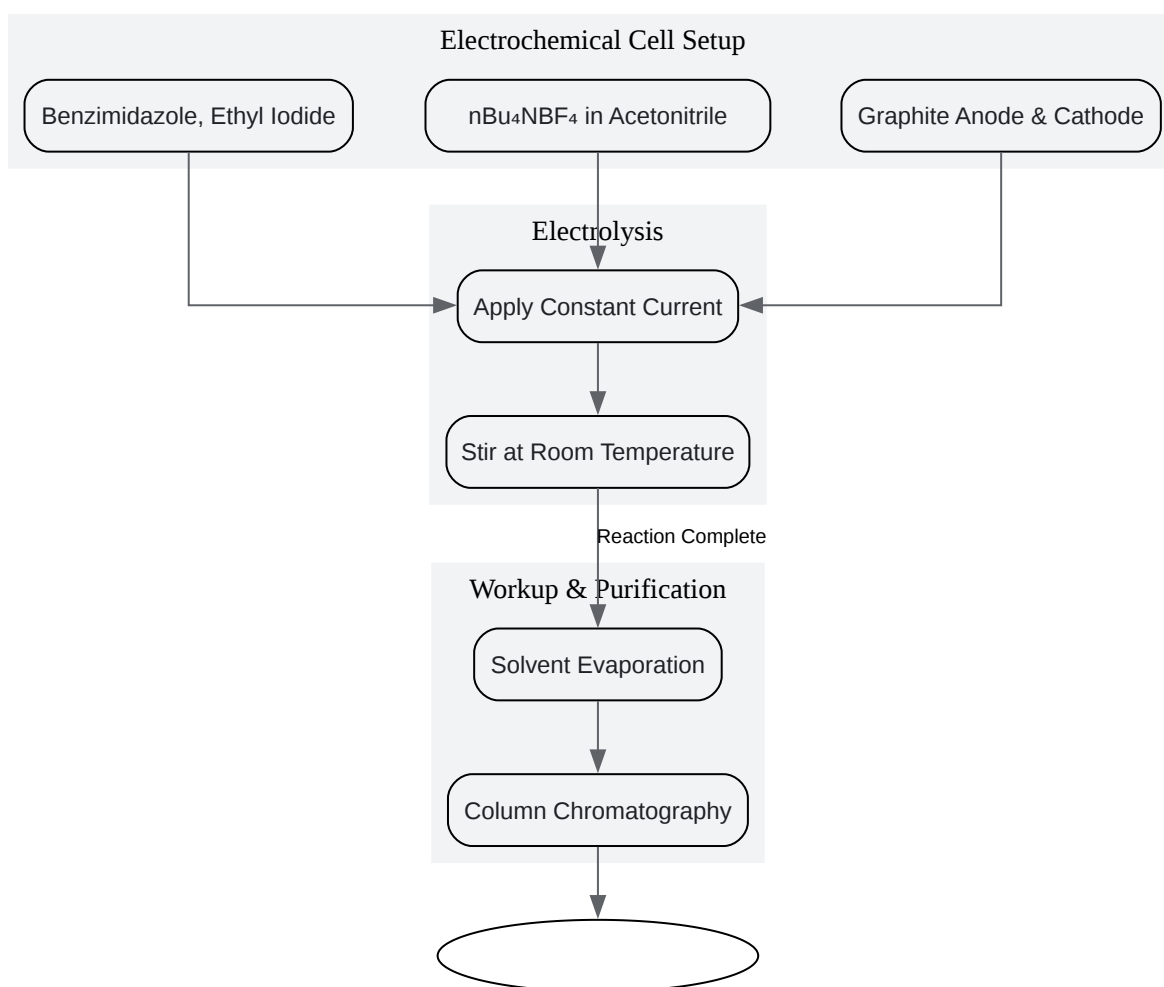 Electrochemical Cell Setup
Benzimidazole, Ethyl Iodide
nBu₄NBF₄ in Acetonitrile
Graphite Anode & Cathode
Electrolysis
Apply Constant Current
Stir at Room Temperature
Reaction Complete
Workup & Purification
Solvent Evaporation
Column Chromatography